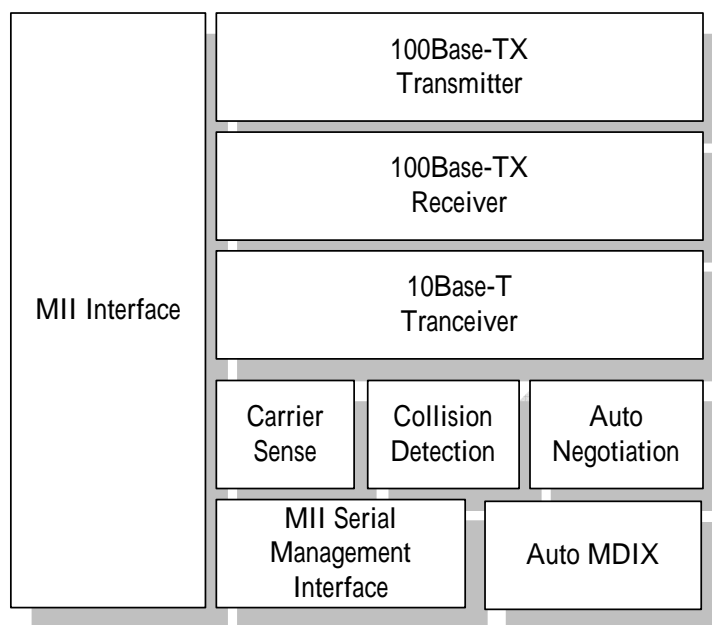 MII Interface
100Base-TX
Transmitter
100Base-TX
Receiver
10Base-T
Tranceiver
Carrier
Sense
Collision
Detection
Auto
Negotiation
MII Serial
Management
Interface
Auto MDIX